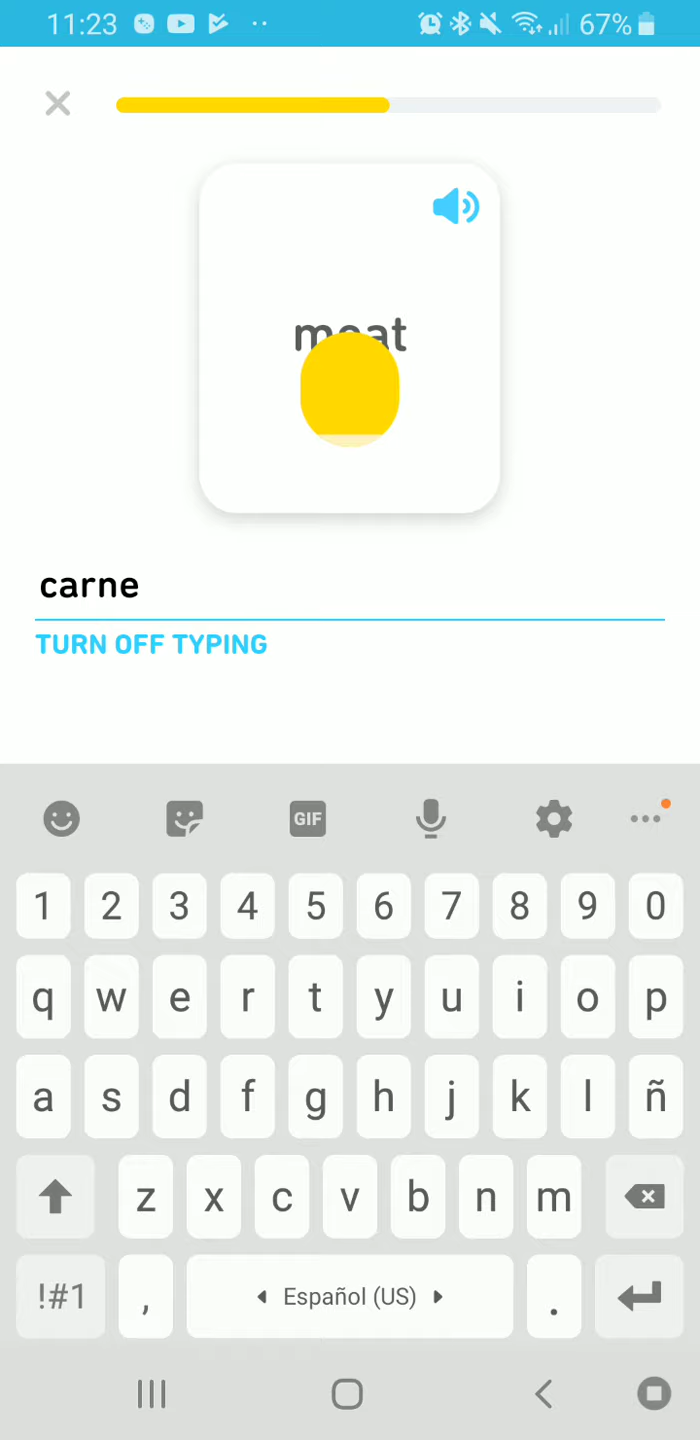 11:23
67%
meat
carne
TURN OFF TYPING
GIF
1 2 3 4 5 6 7 8 9 0
q w e r t y u i o p
a s d f g h j k l ñ
z x c v b n m
!#1 , Español (US) .